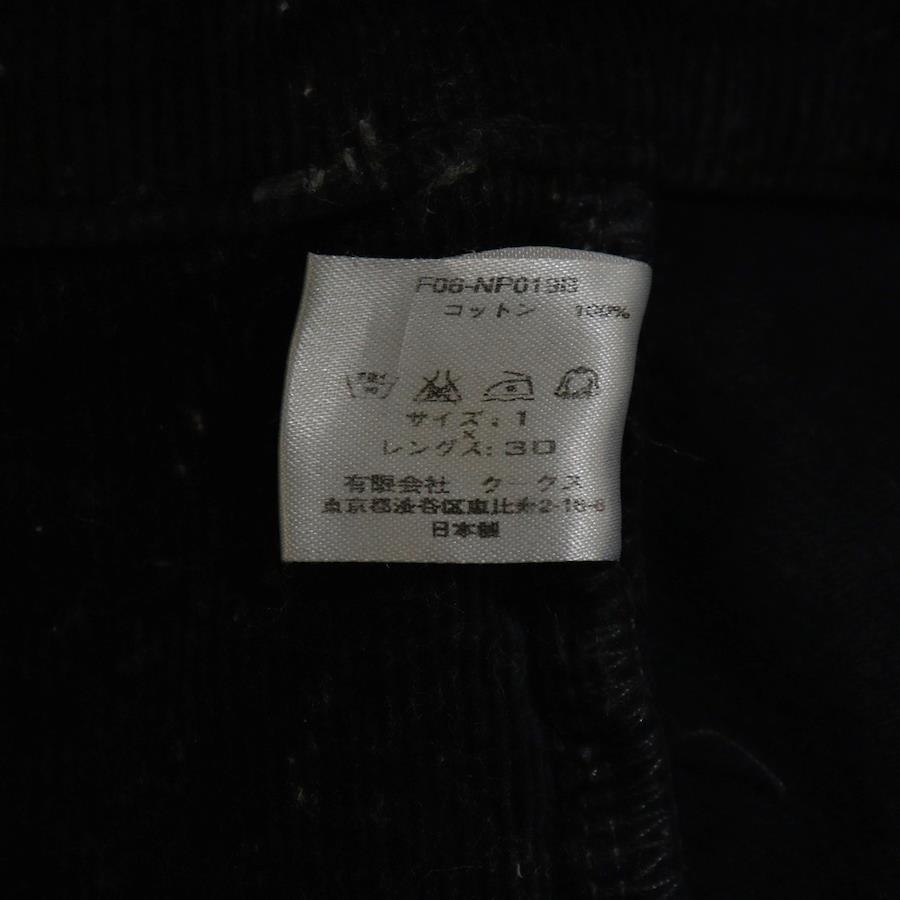 F06-NP019B
コットン 100%
サイズ: 1
×
レングス: 30
有限会社 クークス
東京都渋谷区恵比寿2-16-6
日本製